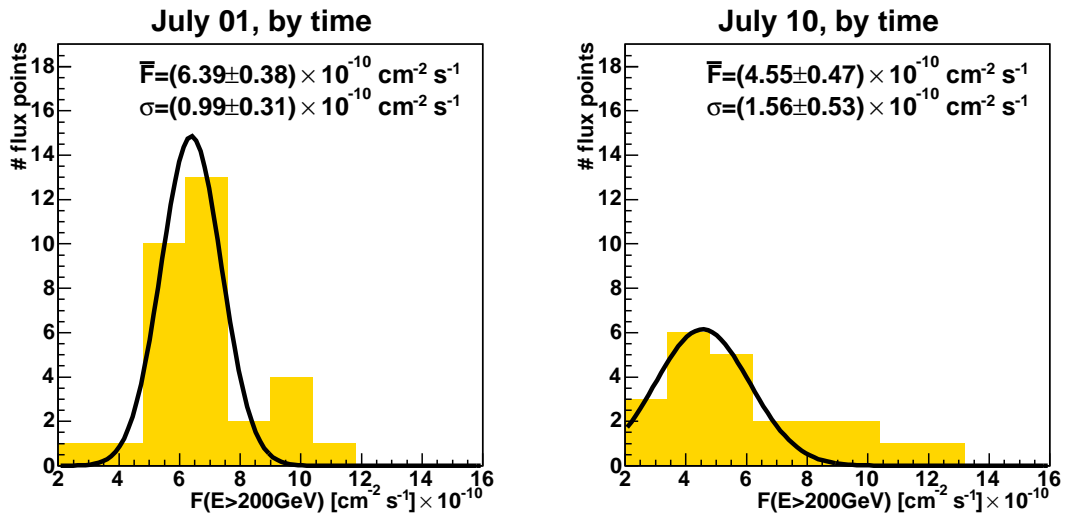 July 01, by time
F̅=(6.39±0.38)×10⁻¹⁰ cm⁻² s⁻¹
σ=(0.99±0.31)×10⁻¹⁰ cm⁻² s⁻¹
# flux points
18
16
14
12
10
8
6
4
2
0
2 4 6 8 10 12 14 16
F(E>200GeV) [cm⁻² s⁻¹]×10⁻¹⁰
July 10, by time
F̅=(4.55±0.47)×10⁻¹⁰ cm⁻² s⁻¹
σ=(1.56±0.53)×10⁻¹⁰ cm⁻² s⁻¹
# flux points
18
16
14
12
10
8
6
4
2
0
2 4 6 8 10 12 14 16
F(E>200GeV) [cm⁻² s⁻¹]×10⁻¹⁰